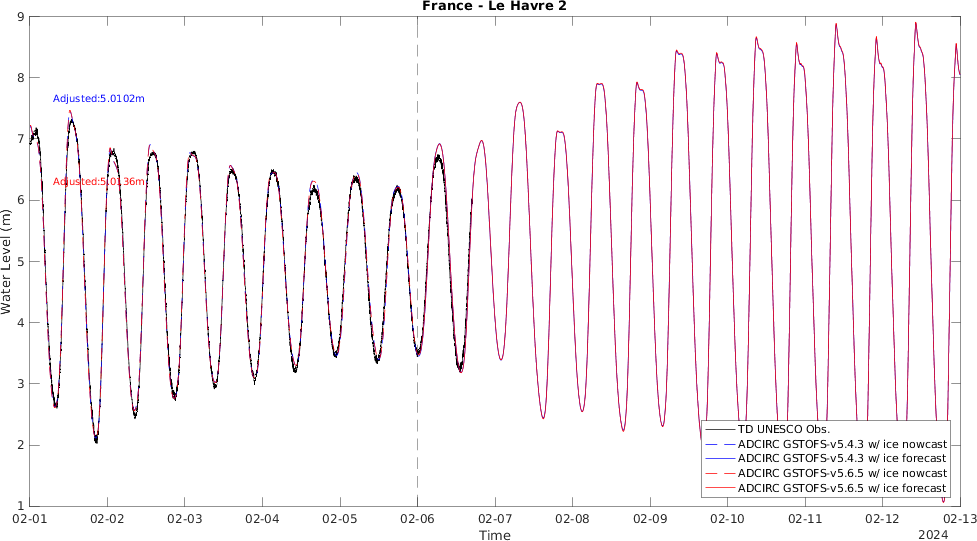 France - Le Havre 2
9
8
7
6
5
4
3
2
1
Water Level (m)
Adjusted:5.0102m
Adjusted:5.0136m
TD UNESCO Obs.
ADCIRC GSTOFS-v5.4.3 w/ ice nowcast
ADCIRC GSTOFS-v5.4.3 w/ ice forecast
ADCIRC GSTOFS-v5.6.5 w/ ice nowcast
ADCIRC GSTOFS-v5.6.5 w/ ice forecast
02-01 02-02 02-03 02-04 02-05 02-06 02-07 02-08 02-09 02-10 02-11 02-12 02-13
Time
2024